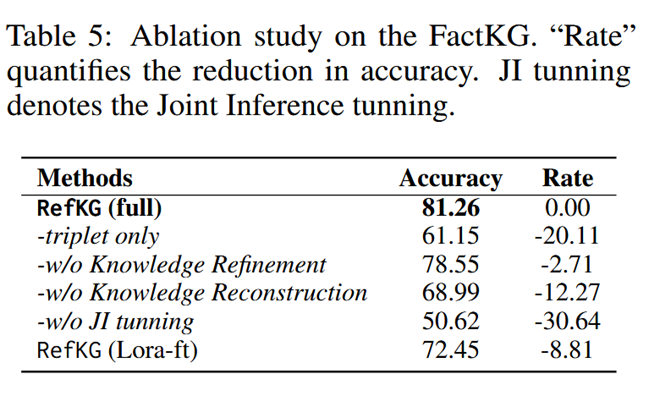 Table 5: Ablation study on the FactKG. “Rate”
quantifies the reduction in accuracy. JI tunning
denotes the Joint Inference tunning.
Methods Accuracy Rate
RefKG (full) 81.26 0.00
-triplet only 61.15 -20.11
-w/o Knowledge Refinement 78.55 -2.71
-w/o Knowledge Reconstruction 68.99 -12.27
-w/o JI tunning 50.62 -30.64
RefKG (Lora-ft) 72.45 -8.81